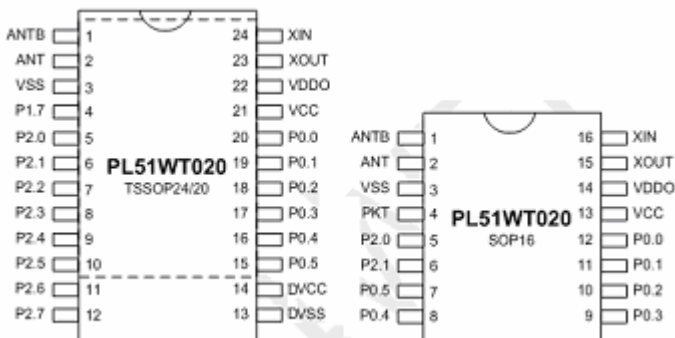 ANTB 1 24 XIN
ANT 2 23 XOUT
VSS 3 22 VDDO
P1.7 4 21 VCC
P2.0 5 20 P0.0
P2.1 6 19 P0.1
P2.2 7 18 P0.2
P2.3 8 17 P0.3
P2.4 9 16 P0.4
P2.5 10 15 P0.5
P2.6 11 14 DVCC
P2.7 12 13 DVSS
PL51WT020
TSSOP24/20
ANTB 1 16 XIN
ANT 2 15 XOUT
VSS 3 14 VDDO
PKT 4 13 VCC
P2.0 5 12 P0.0
P2.1 6 11 P0.1
P0.5 7 10 P0.2
P0.4 8 9 P0.3
PL51WT020
SOP16